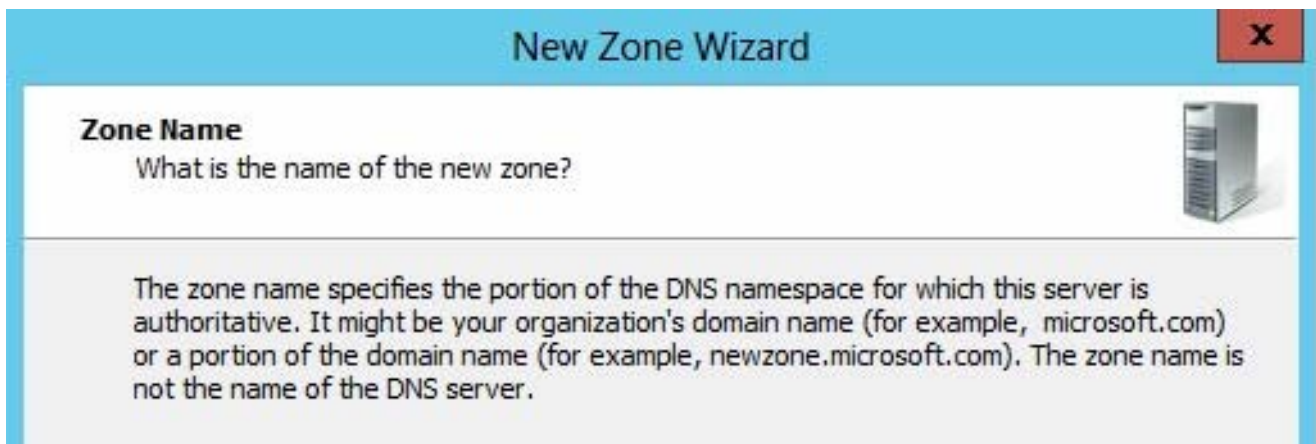 New Zone Wizard
x
Zone Name
What is the name of the new zone?
The zone name specifies the portion of the DNS namespace for which this server is
authoritative. It might be your organization's domain name (for example, microsoft.com)
or a portion of the domain name (for example, newzone.microsoft.com). The zone name is
not the name of the DNS server.